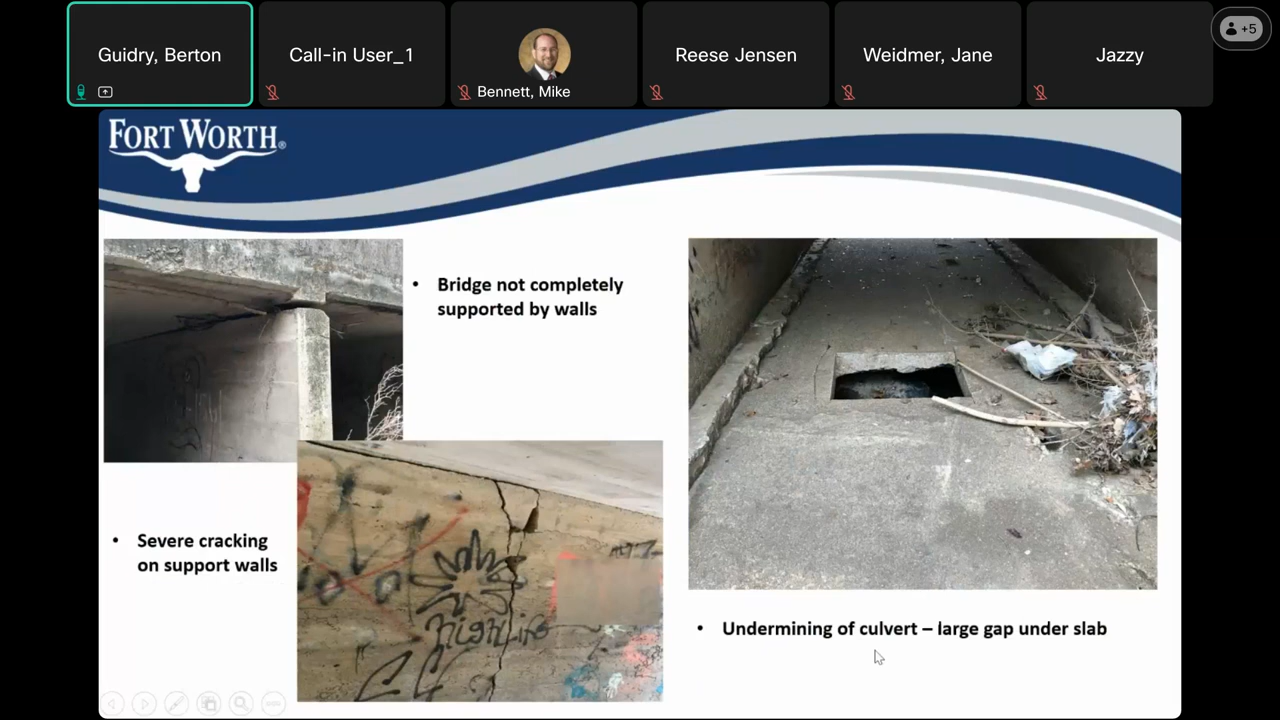 Guidry, Berton
Call-in User_1
Bennett, Mike
Reese Jensen
Weidmer, Jane
Jazzy
+5
FORT WORTH®
• Bridge not completely
supported by walls
• Severe cracking
on support walls
HighLife
• Undermining of culvert – large gap under slab